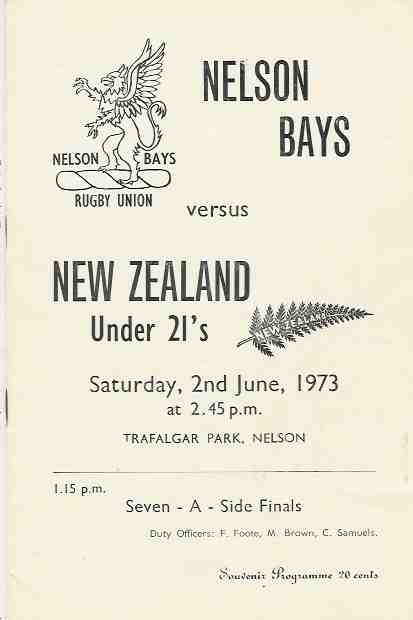 NELSON
BAYS
NELSON BAYS
RUGBY UNION
versus
NEW ZEALAND
Under 21's
Saturday, 2nd June, 1973
at 2.45 p.m.
TRAFALGAR PARK, NELSON
1.15 p.m.
Seven - A - Side Finals
Duty Officers: F. Foote, M. Brown, C. Samuels.
Souvenir Programme 20 cents